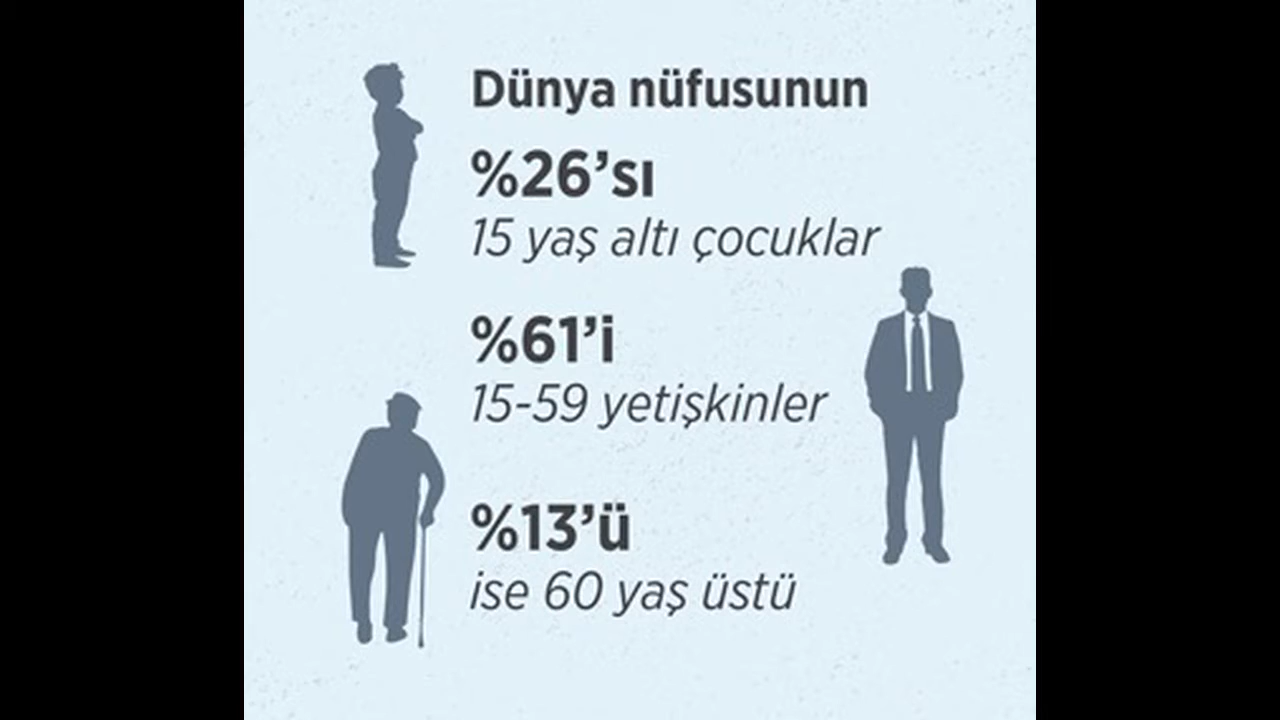 Dünya nüfusunun
%26’sı
15 yaş altı çocuklar
%61’i
15-59 yetişkinler
%13’ü
ise 60 yaş üstü